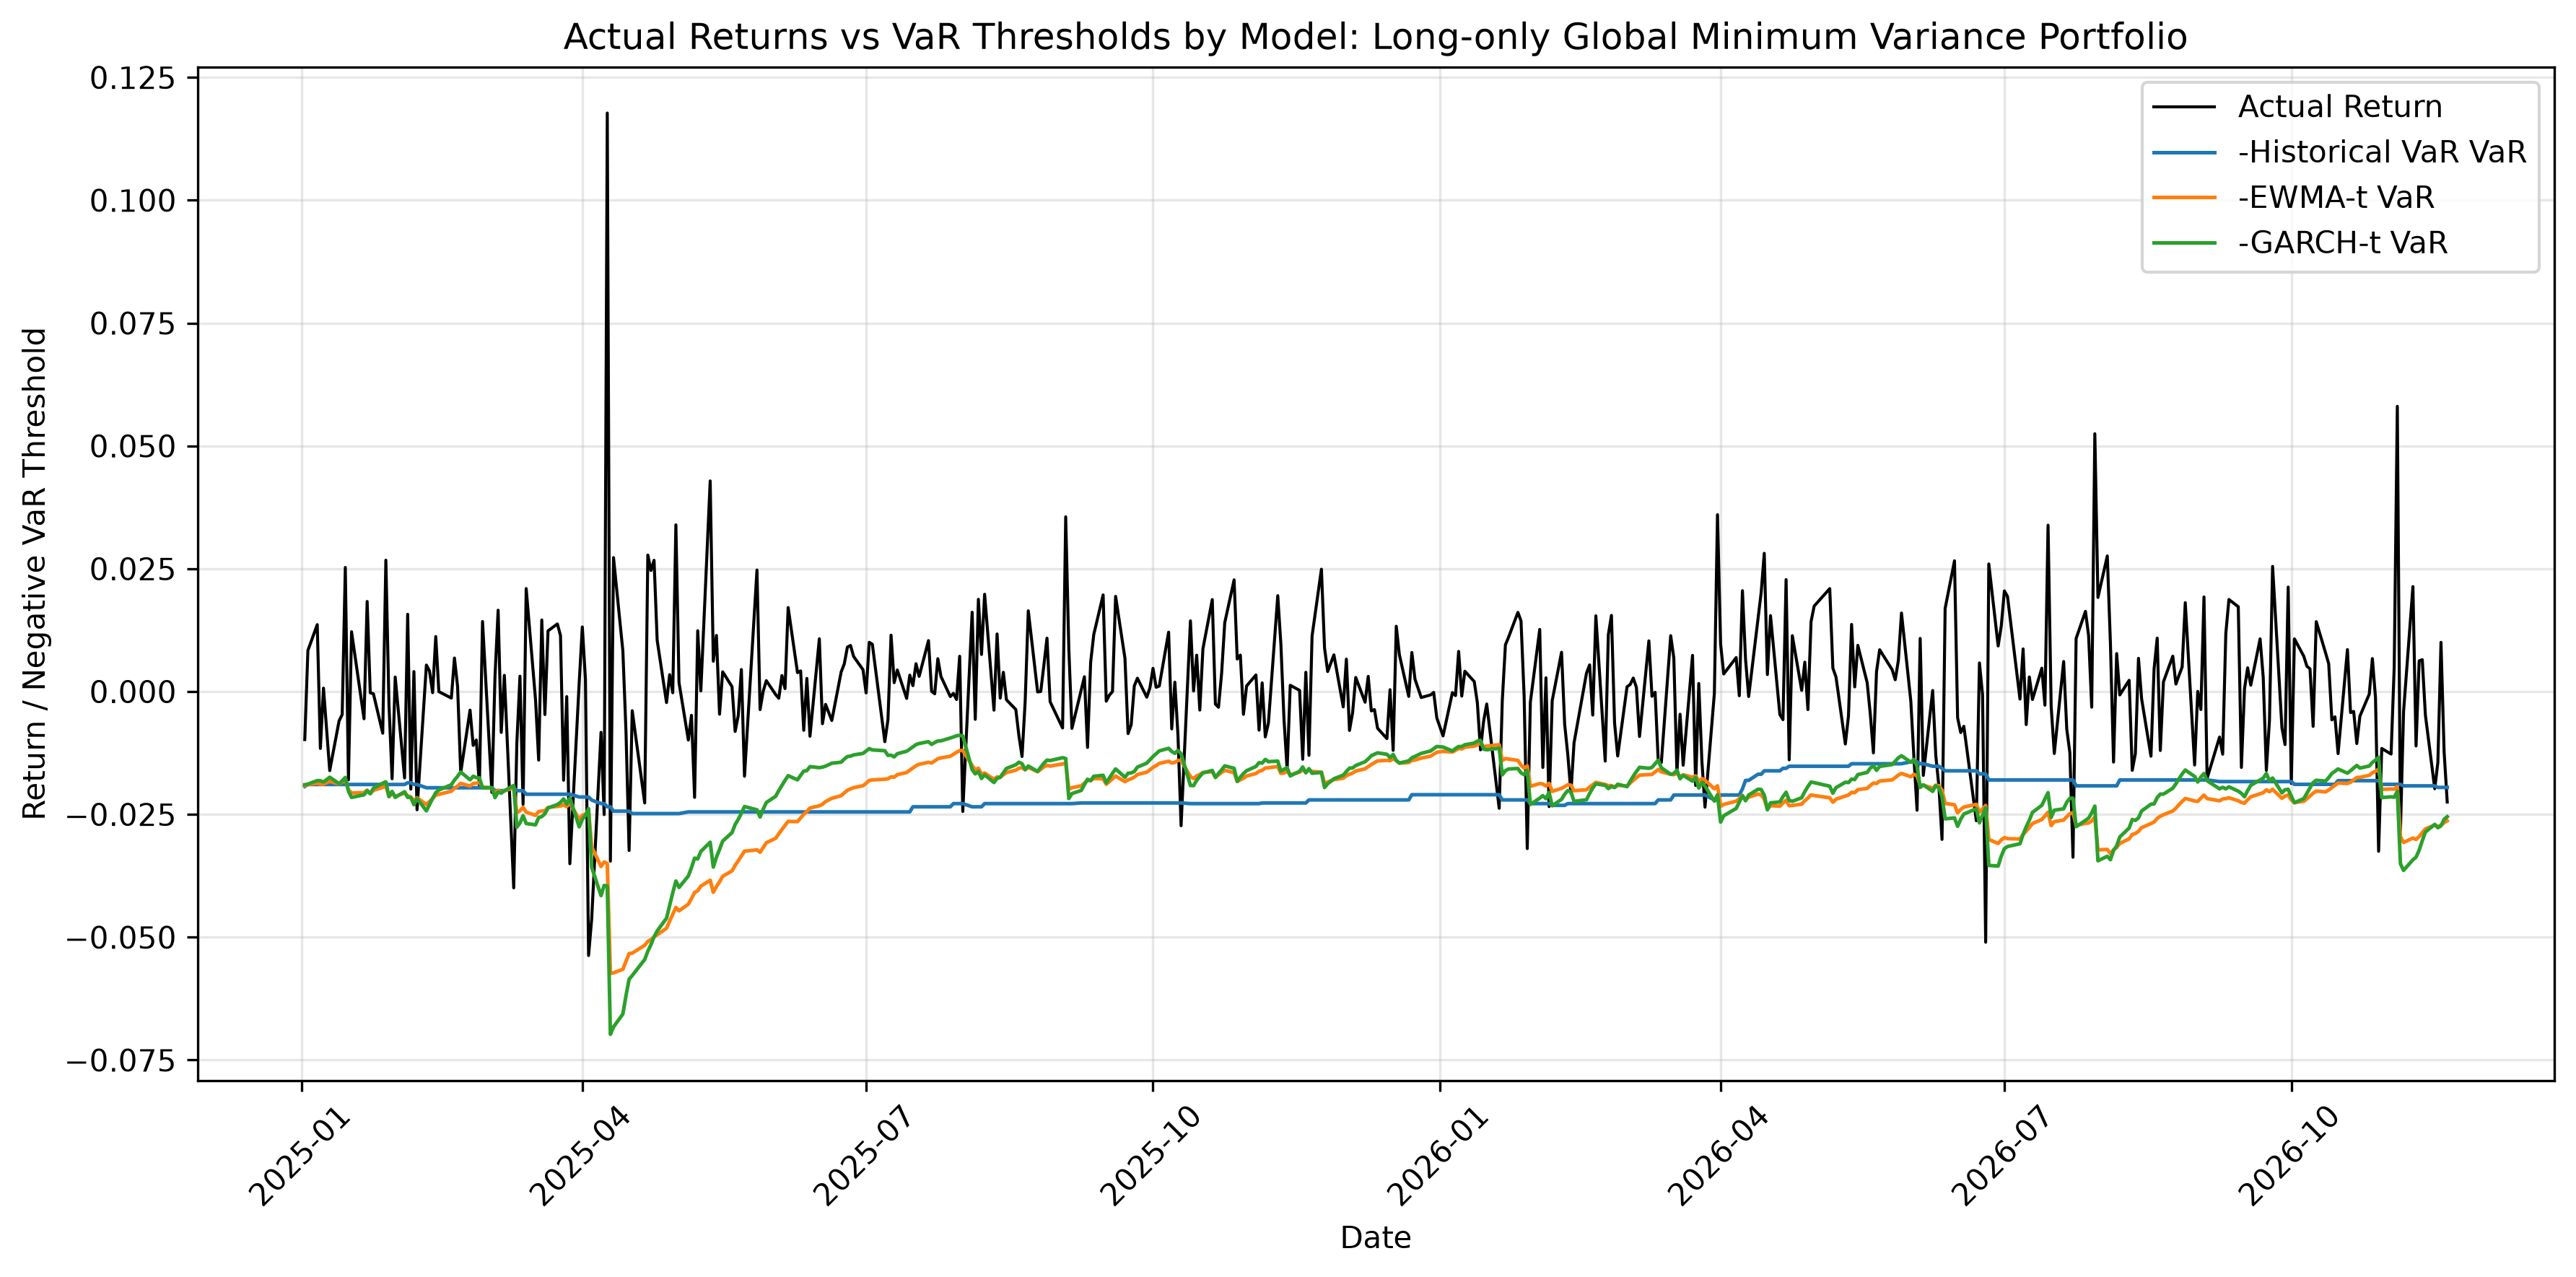 Actual Returns vs VaR Thresholds by Model: Long-only Global Minimum Variance Portfolio
Return / Negative VaR Threshold
0.125
0.100
0.075
0.050
0.025
0.000
−0.025
−0.050
−0.075
Actual Return
-Historical VaR VaR
-EWMA-t VaR
-GARCH-t VaR
2025-01
2025-04
2025-07
2025-10
2026-01
2026-04
2026-07
2026-10
Date